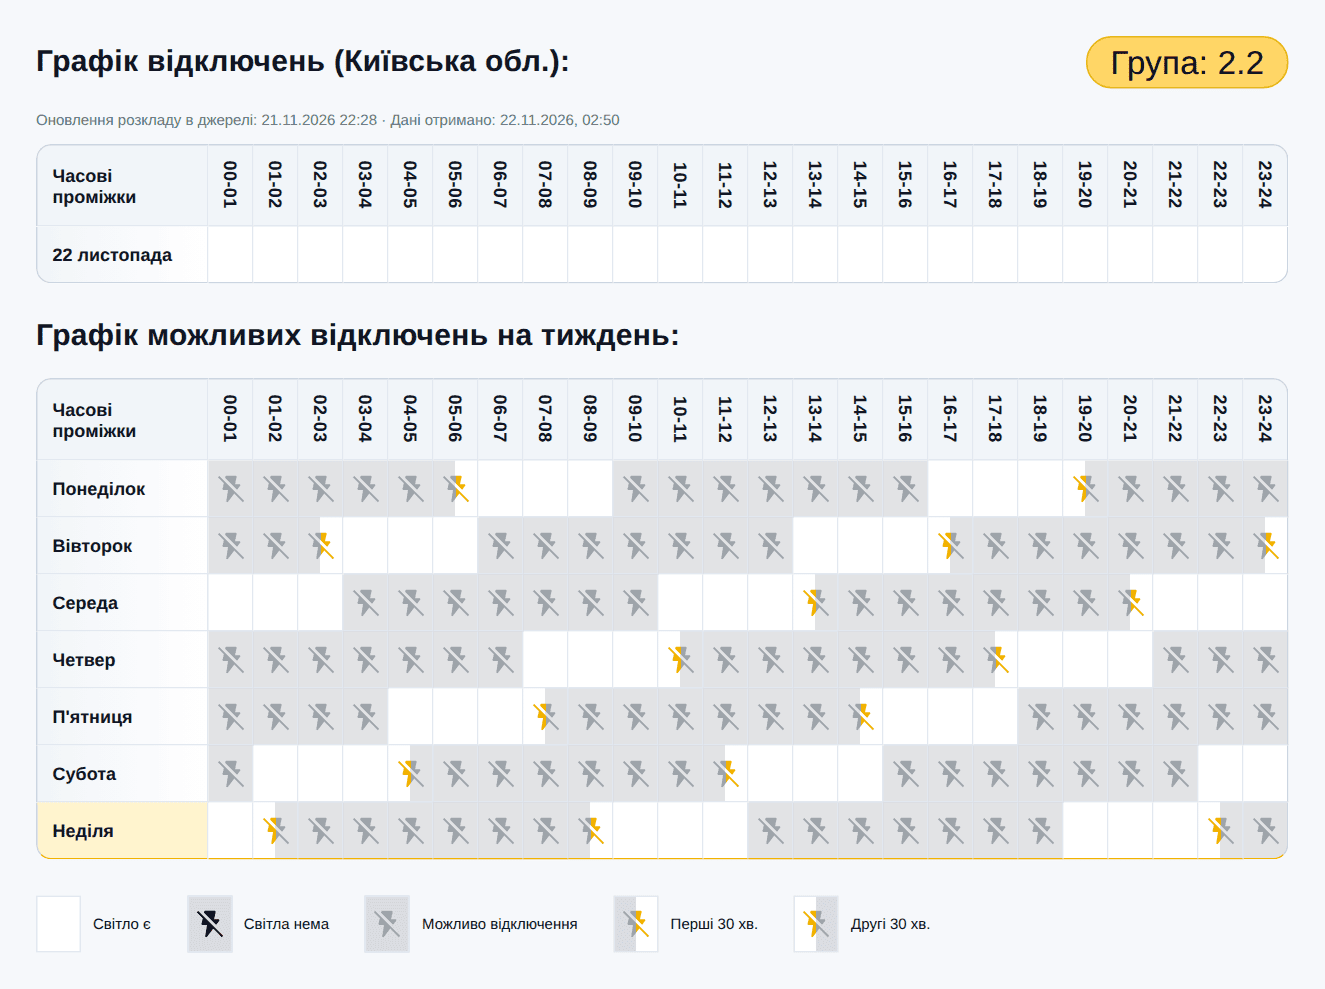 Графік відключень (Київська обл.):
Група: 2.2
Оновлення розкладу в джерелі: 21.11.2026 22:28 · Дані отримано: 22.11.2026, 02:50
Часові
проміжки
00-01 01-02 02-03 03-04 04-05 05-06 06-07 07-08 08-09 09-10 10-11 11-12 12-13 13-14 14-15 15-16 16-17 17-18 18-19 19-20 20-21 21-22 22-23 23-24
22 листопада
Графік можливих відключень на тиждень:
Часові
проміжки
00-01 01-02 02-03 03-04 04-05 05-06 06-07 07-08 08-09 09-10 10-11 11-12 12-13 13-14 14-15 15-16 16-17 17-18 18-19 19-20 20-21 21-22 22-23 23-24
Понеділок
Вівторок
Середа
Четвер
П'ятниця
Субота
Неділя
Світло є
Світла нема
Можливо відключення
Перші 30 хв.
Другі 30 хв.